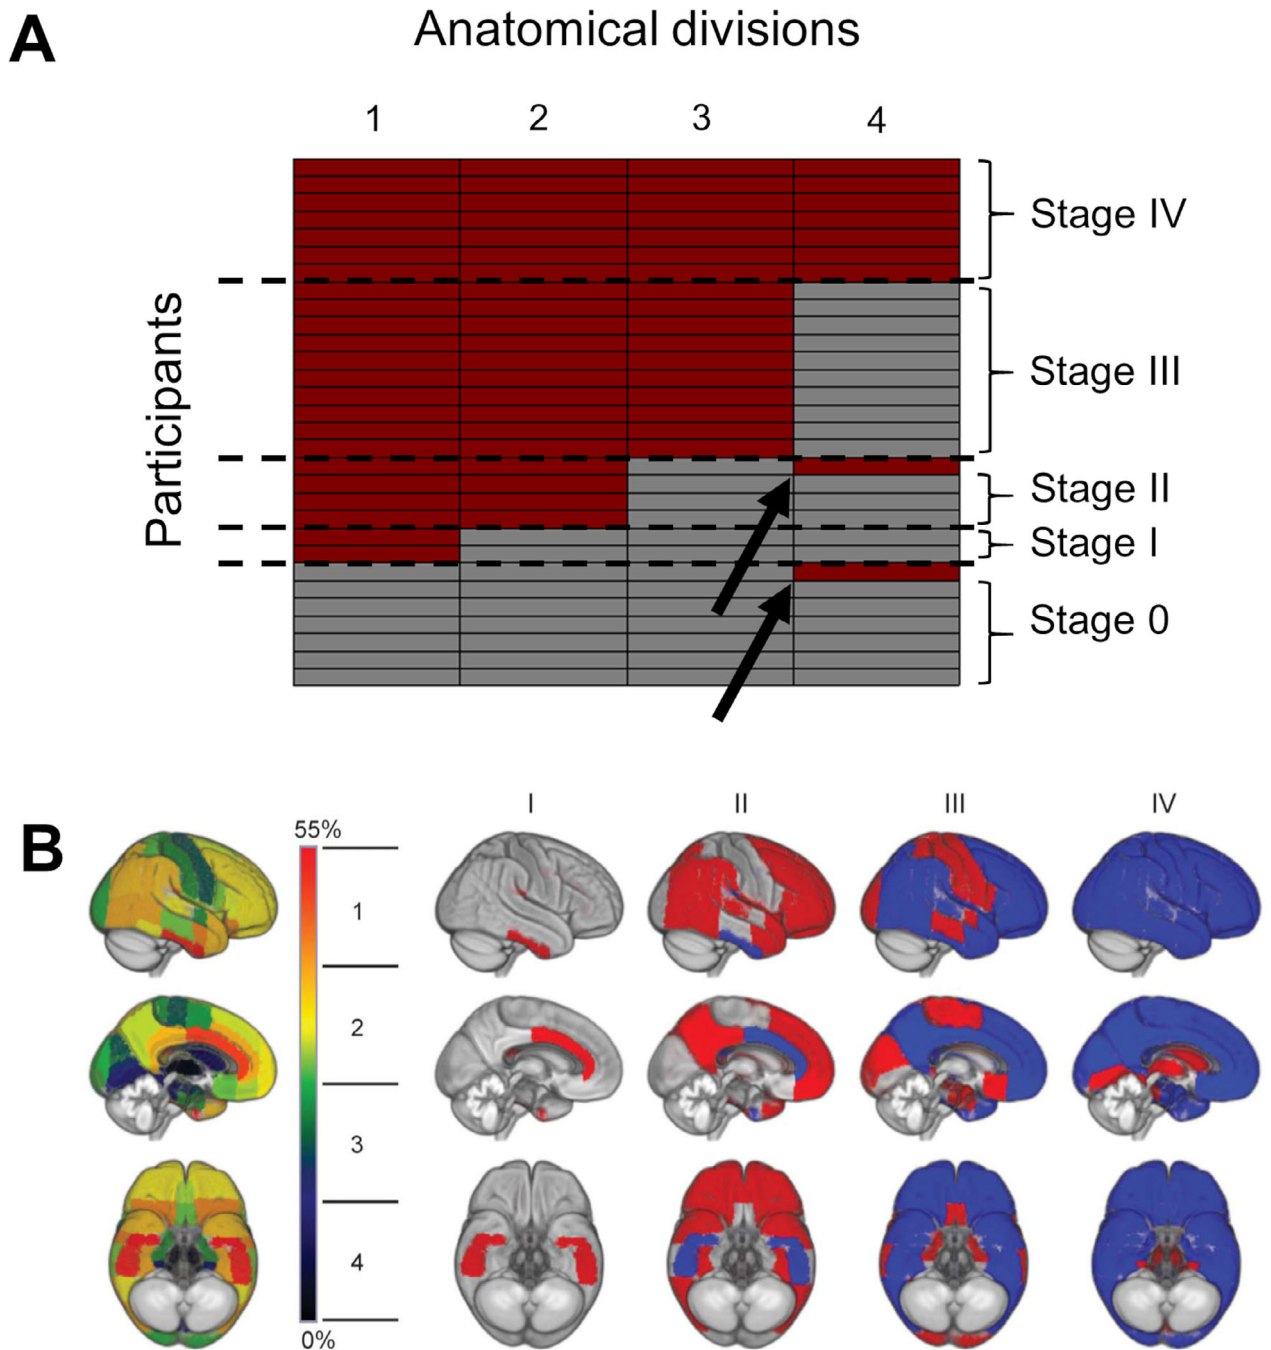 A
Anatomical divisions
1 2 3 4
Participants
Stage IV
Stage III
Stage II
Stage I
Stage 0
B
55%
1
2
3
4
0%
I II III IV